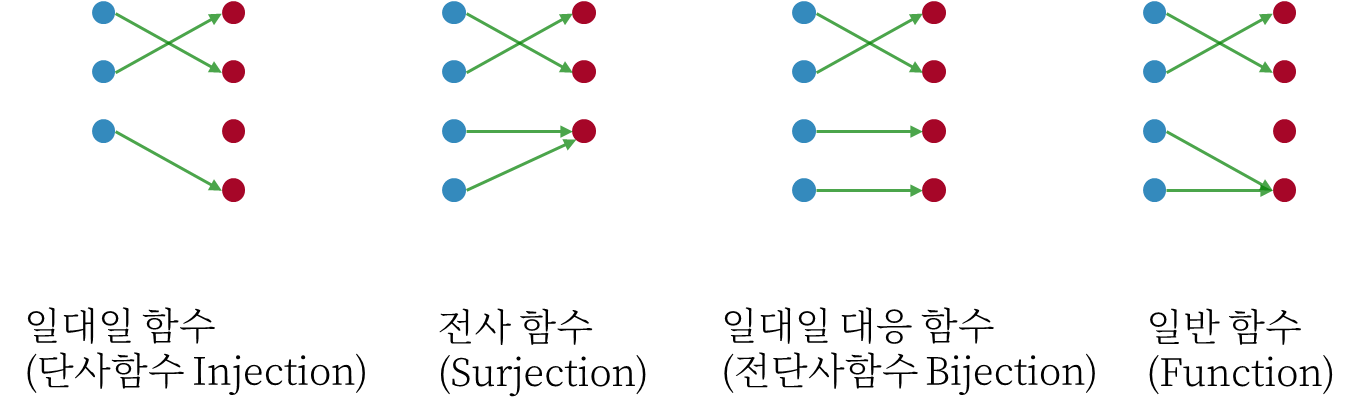 일대일 함수
(단사함수 Injection)
전사 함수
(Surjection)
일대일 대응 함수
(전단사함수 Bijection)
일반 함수
(Function)